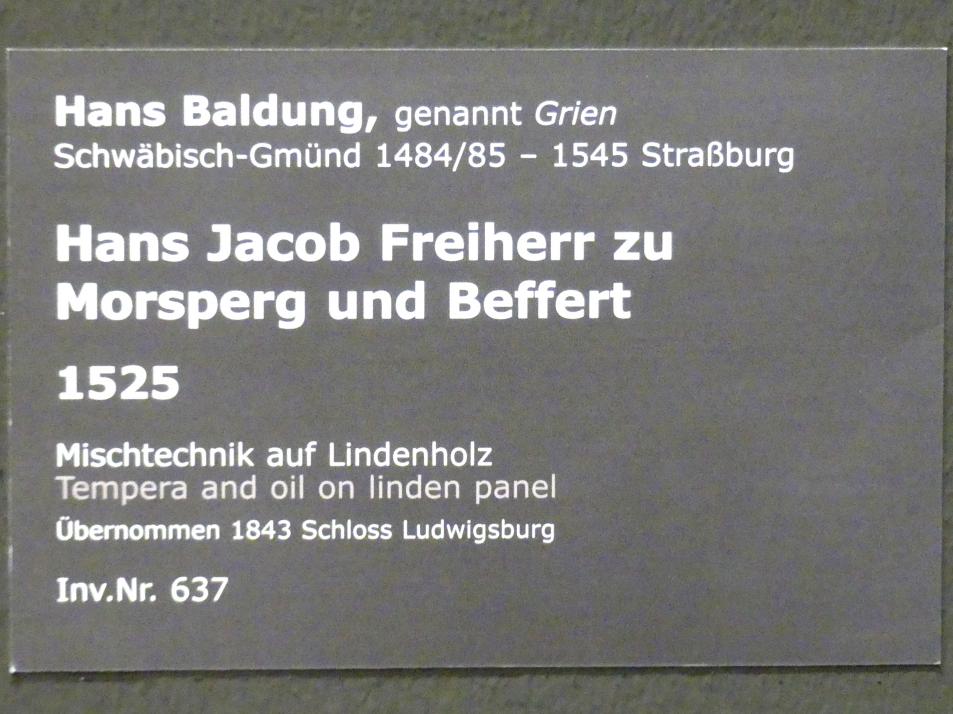 Hans Baldung, genannt Grien
Schwäbisch-Gmünd 1484/85 – 1545 Straßburg
Hans Jacob Freiherr zu
Morsperg und Beffert
1525
Mischtechnik auf Lindenholz
Tempera and oil on linden panel
Übernommen 1843 Schloss Ludwigsburg
Inv.Nr. 637